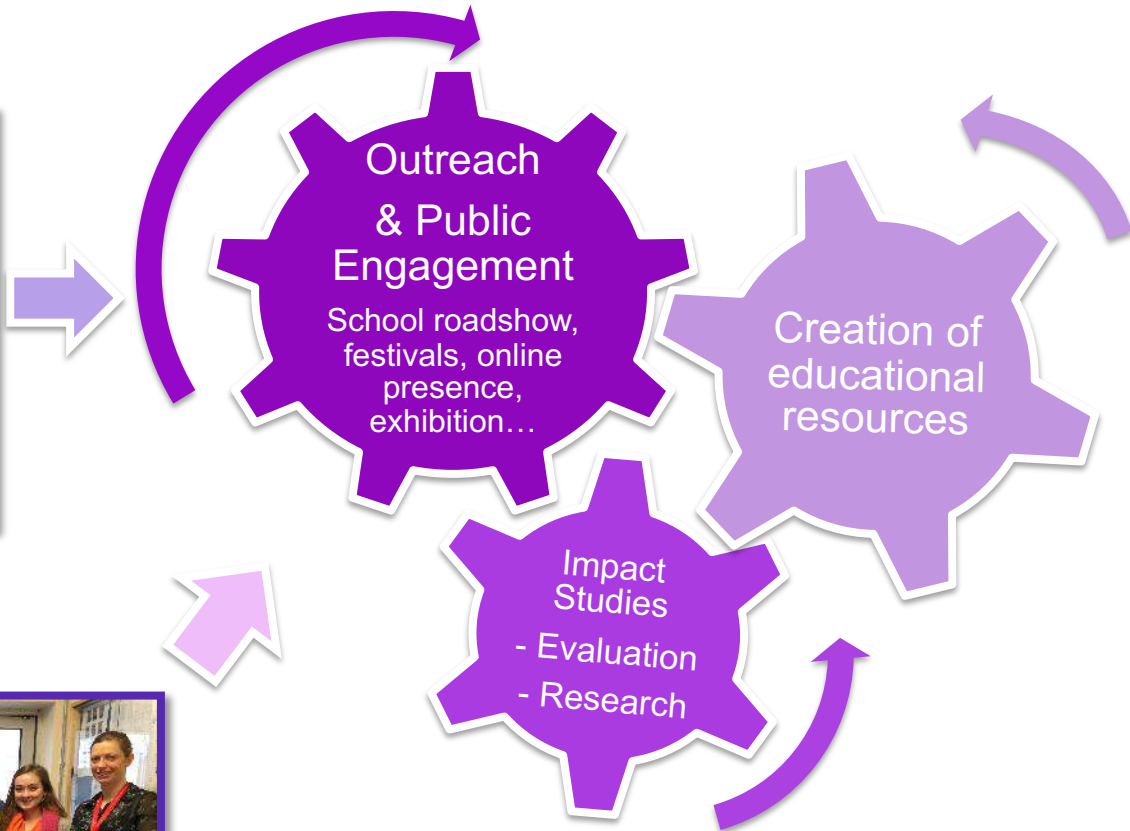 Outreach
& Public
Engagement
School roadshow,
festivals, online
presence,
exhibition…
Creation of
educational
resources
Impact
Studies
- Evaluation
- Research